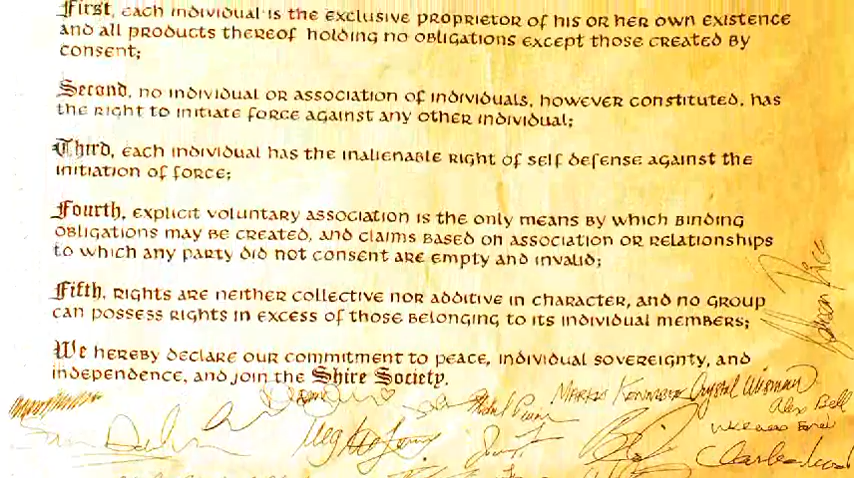 First, each individual is the exclusive proprietor of his or her own existence
and all products thereof holding no obligations except those created by
consent;
Second, no individual or association of individuals, however constituted, has
the right to initiate force against any other individual;
Third, each individual has the inalienable right of self defense against the
initiation of force;
Fourth, explicit voluntary association is the only means by which binding
obligations may be created, and claims based on association or relationships
to which any party did not consent are empty and invalid;
Fifth, rights are neither collective nor additive in character, and no group
can possess rights in excess of those belonging to its individual members;
We hereby declare our commitment to peace, individual sovereignty, and
independence, and join the Shire Society.
Crystal
Alex Bell
Meg